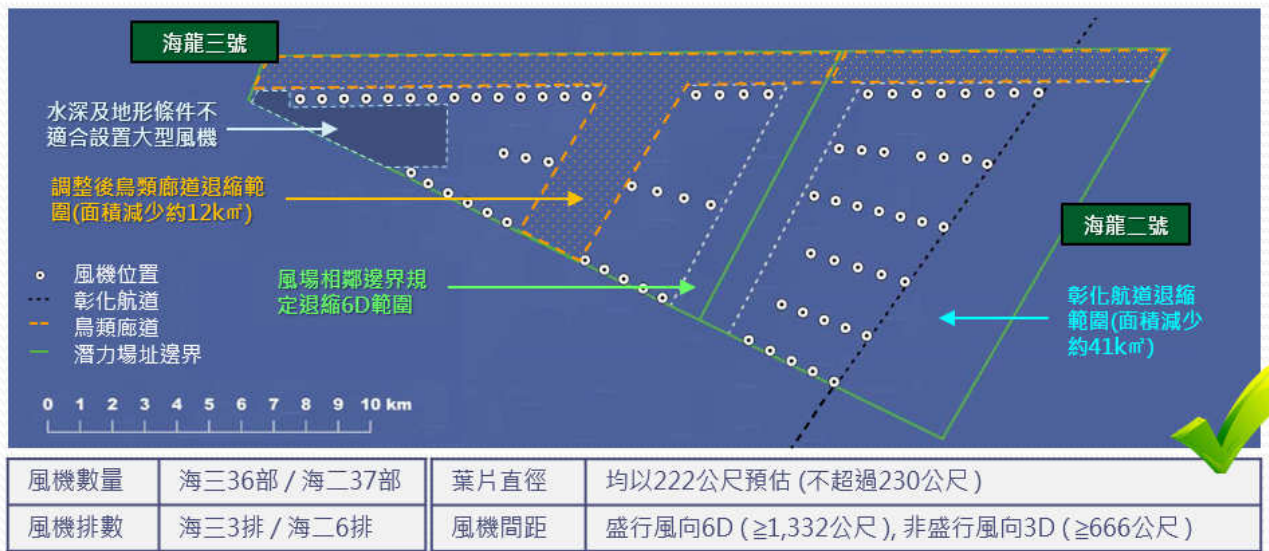 海龍三號
水深及地形條件不
適合設置大型風機
調整後鳥類廊道退縮範
圍(面積減少約12k㎡)
海龍二號
風機位置
彰化航道
鳥類廊道
潛力場址邊界
風場相鄰邊界規
定退縮6D範圍
彰化航道退縮
範圍(面積減少
約41k㎡)
0 1 2 3 4 5 6 7 8 9 10 km
風機數量 海三36部 / 海二37部 葉片直徑 均以222公尺預估 (不超過230公尺 )
風機排數 海三3排 / 海二6排 風機間距 盛行風向6D ( ≧1,332公尺 ), 非盛行風向3D ( ≧666公尺 )